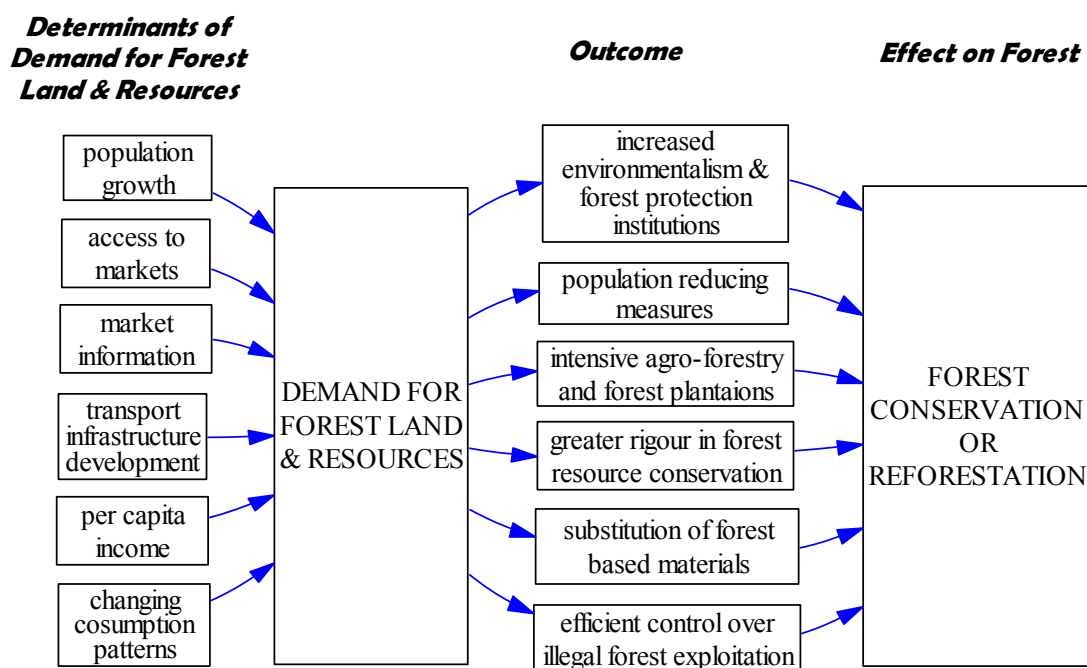 Determinants of
Demand for Forest
Land & Resources
Outcome
Effect on Forest
population
growth
access to
markets
market
information
transport
infrastructure
development
per capita
income
changing
cosumption
patterns
DEMAND FOR
FOREST LAND
& RESOURCES
increased
environmentalism &
forest protection
institutions
population reducing
measures
intensive agro-forestry
and forest plantaions
greater rigour in forest
resource conservation
substitution of forest
based materials
efficient control over
illegal forest exploitation
FOREST
CONSERVATION
OR
REFORESTATION